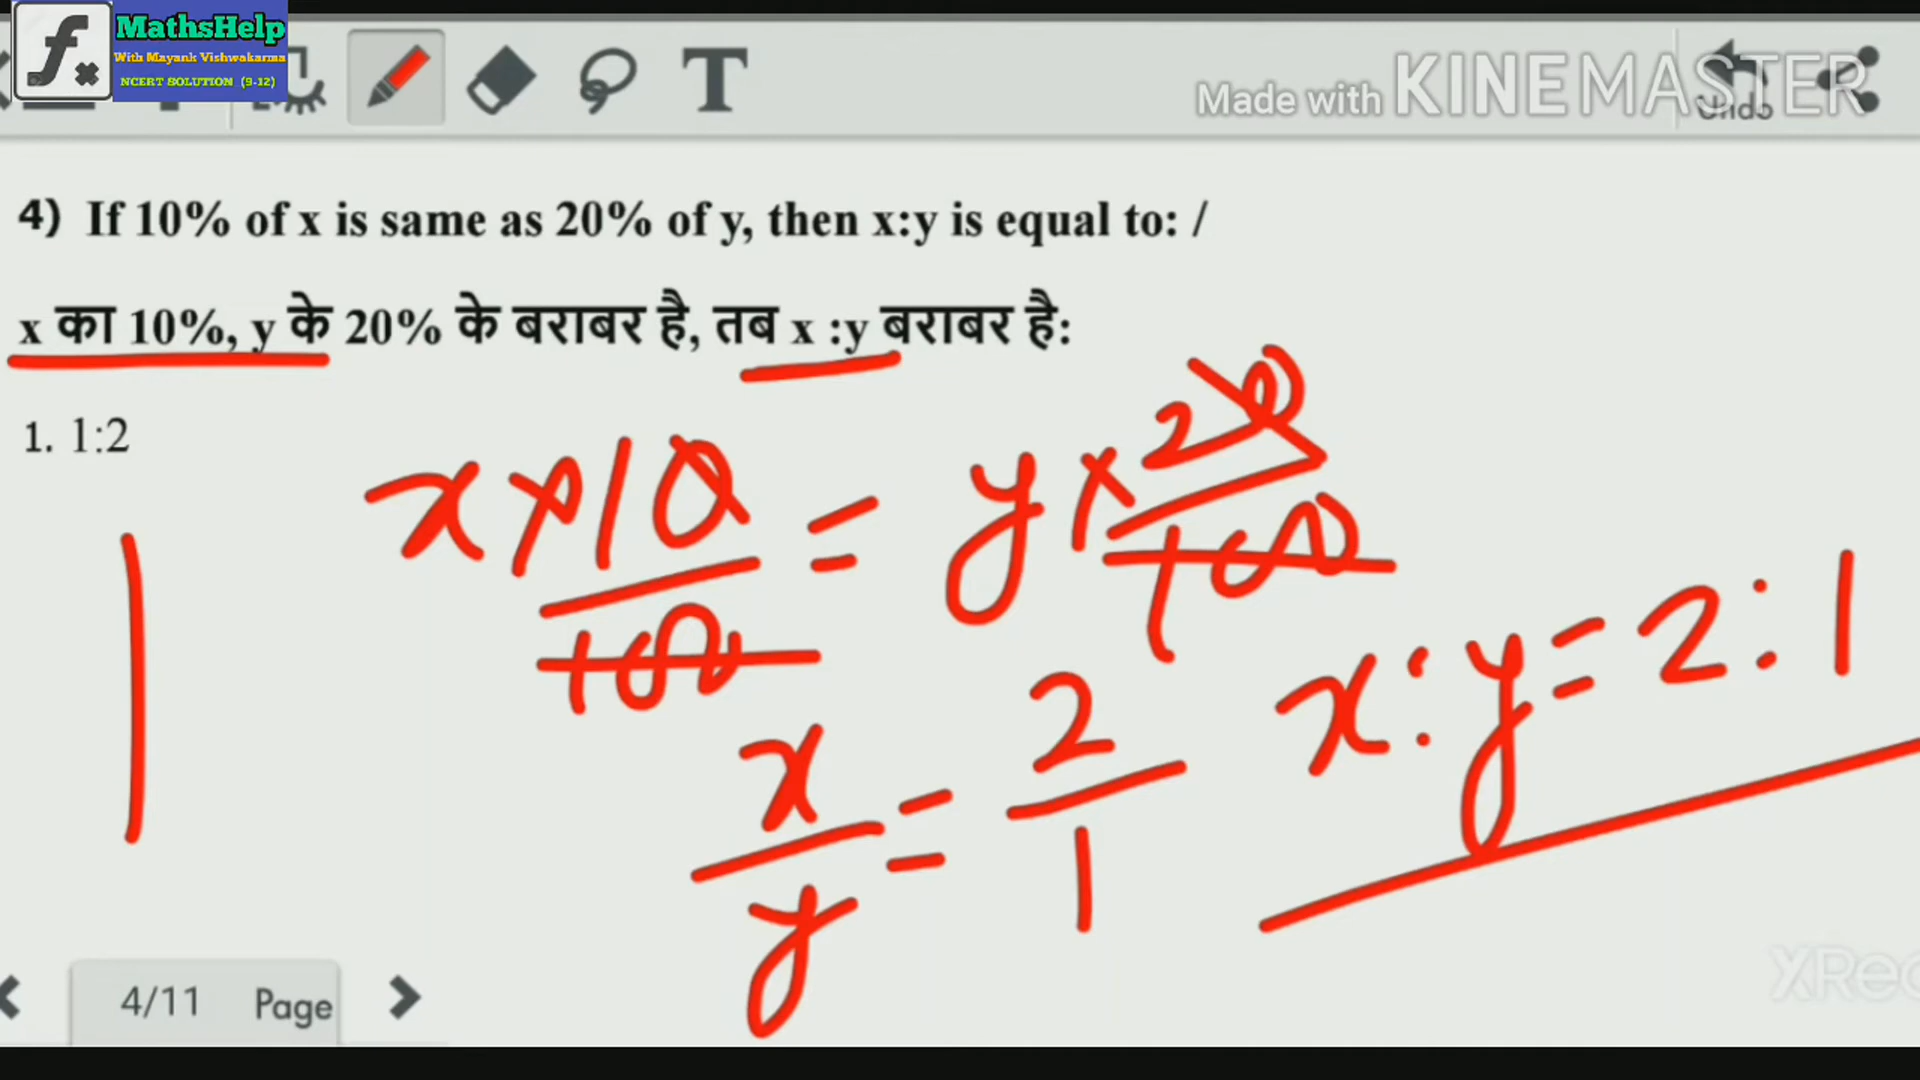 MathsHelp
With Mayank Vishwakarma
NCERT SOLUTION (9-12)
T
Made with KINEMASTER
Undo
4) If 10% of x is same as 20% of y, then x:y is equal to: /
x का 10%, y के 20% के बराबर है, तब x :y बराबर है:
1. 1:2
x × 10/100 = y × 20/100
x/y = 2/1
x : y = 2 : 1
4/11 Page